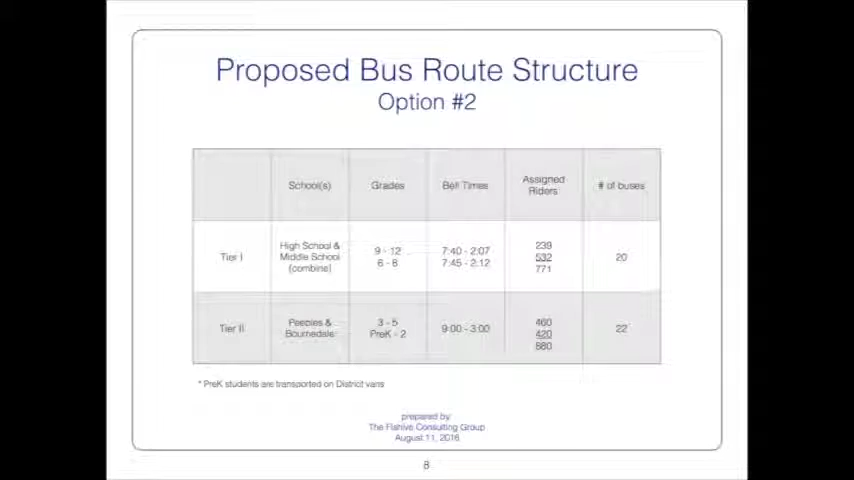 Proposed Bus Route Structure
Option #2
School(s) Grades Bell Times Assigned Riders # of buses
Tier I
High School &
Middle School
(combine)
9 - 12
6 - 8
7:40 - 2:07
7:45 - 2:12
239
532
771
20
Tier II
Peebles &
Bournedale
3 - 5
PreK - 2
9:00 - 3:00
460
420
880
22
* PreK students are transported on District vans
prepared by
The Flahive Consulting Group
August 11, 2016
8